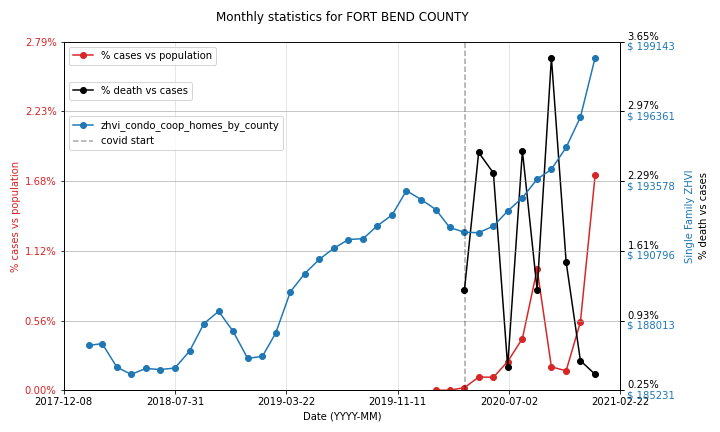 Monthly statistics for FORT BEND COUNTY
2.79%
2.23%
1.68%
1.12%
0.56%
0.00%
% cases vs population
% cases vs population
% death vs cases
zhvi_condo_coop_homes_by_county
covid start
3.65%
$ 199143
2.97%
$ 196361
2.29%
$ 193578
1.61%
$ 190796
0.93%
$ 188013
0.25%
$ 185231
Single Family ZHVI
% death vs cases
2017-12-08
2018-07-31
2019-03-22
2019-11-11
2020-07-02
2021-02-22
Date (YYYY-MM)